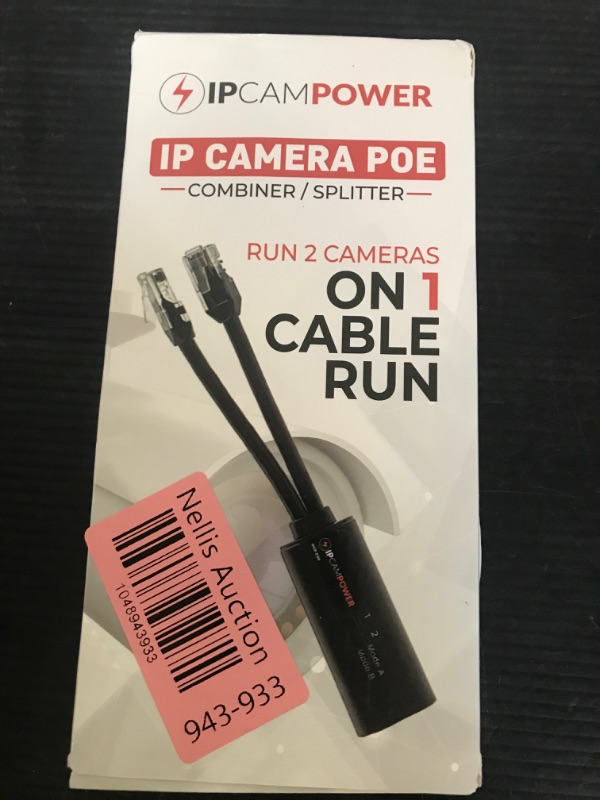 IPCAMPOWER
IP CAMERA POE
COMBINER / SPLITTER
RUN 2 CAMERAS
ON 1
CABLE
RUN
IPCAMPOWER
1
2
Mode A
Mode B
Nellis Auction
1048943933
943-933